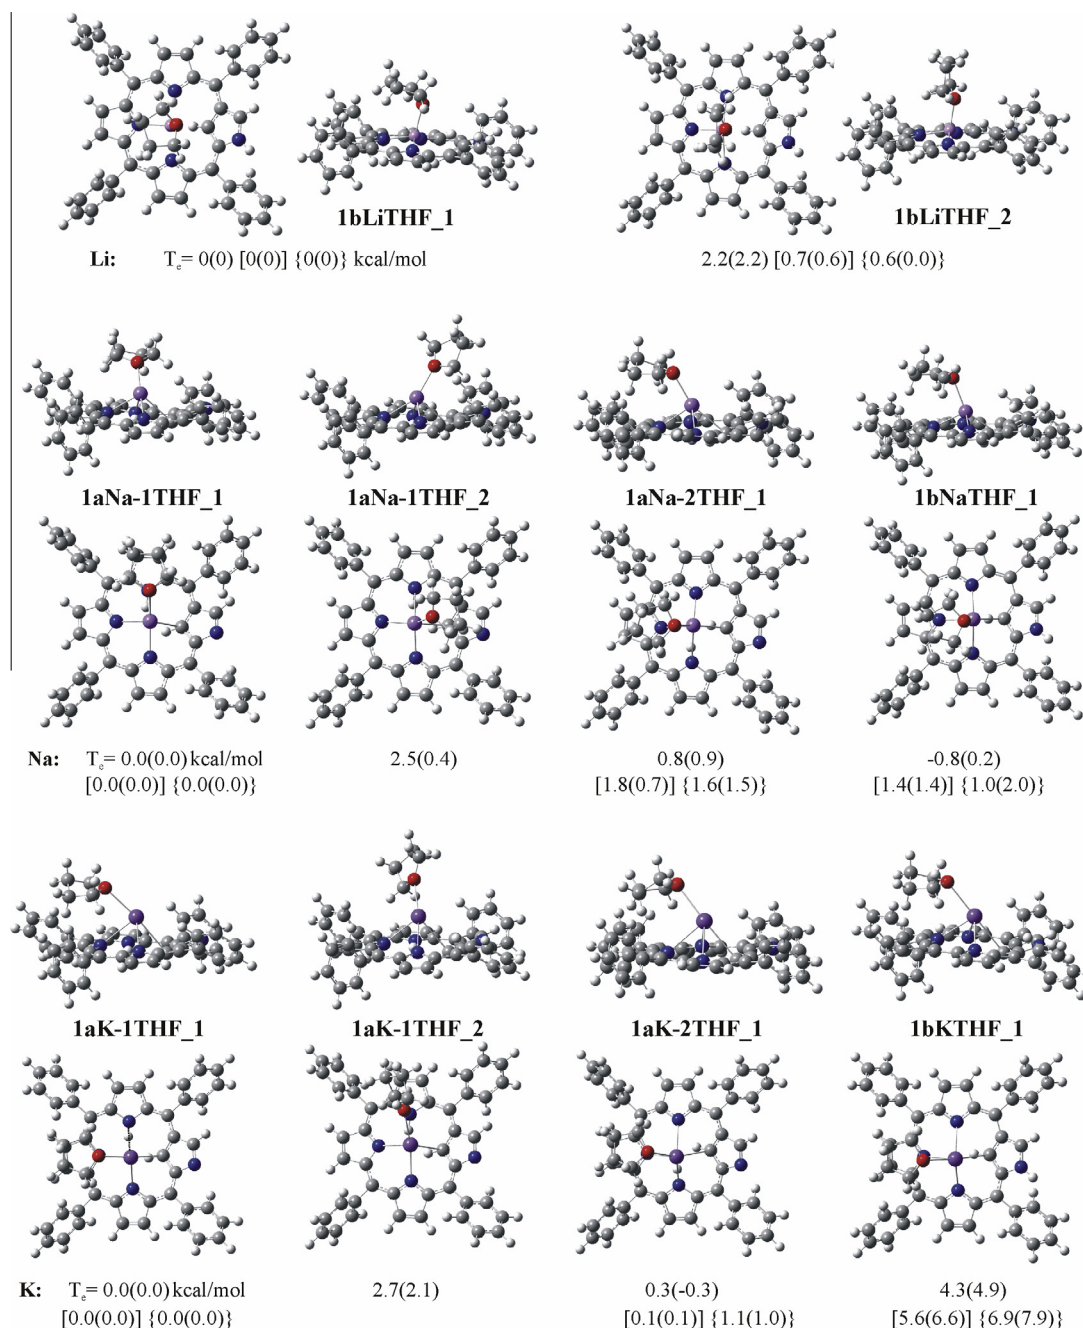 1bLiTHF_1
1bLiTHF_2
Li: Te= 0(0) [0(0)] {0(0)} kcal/mol 2.2(2.2) [0.7(0.6)] {0.6(0.0)}
1aNa-1THF_1 1aNa-1THF_2 1aNa-2THF_1 1bNaTHF_1
Na: Te= 0.0(0.0) kcal/mol 2.5(0.4) 0.8(0.9) -0.8(0.2)
[0.0(0.0)] {0.0(0.0)} [1.8(0.7)] {1.6(1.5)} [1.4(1.4)] {1.0(2.0)}
1aK-1THF_1 1aK-1THF_2 1aK-2THF_1 1bKTHF_1
K: Te= 0.0(0.0) kcal/mol 2.7(2.1) 0.3(-0.3) 4.3(4.9)
[0.0(0.0)] {0.0(0.0)} [0.1(0.1)] {1.1(1.0)} [5.6(6.6)] {6.9(7.9)}